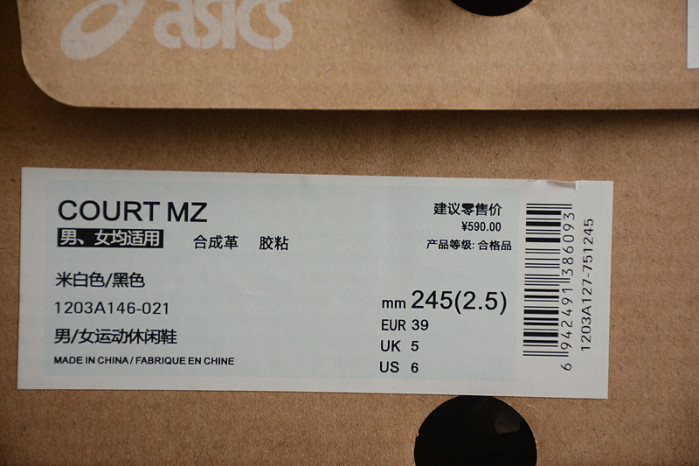 asics
COURT MZ
男、女均适用
合成革 胶粘
米白色/黑色
1203A146-021
男/女运动休闲鞋
MADE IN CHINA / FABRIQUE EN CHINE
建议零售价
¥590.00
产品等级: 合格品
mm 245(2.5)
EUR 39
UK 5
US 6
6 942491 386093
1203A127-751245